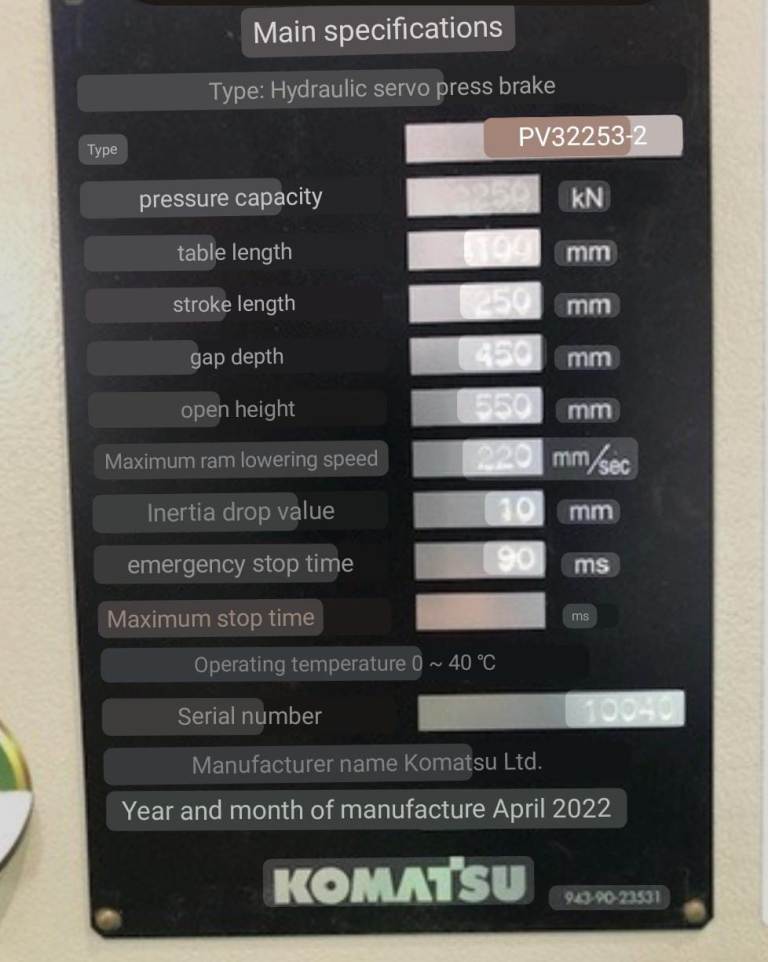 Main specifications
Type: Hydraulic servo press brake
Type PV32253-2
pressure capacity kN
table length mm
stroke length 250 mm
gap depth 450 mm
open height 550 mm
Maximum ram lowering speed 220 mm/sec
Inertia drop value 10 mm
emergency stop time 90 ms
Maximum stop time ms
Operating temperature 0 ~ 40 ℃
Serial number 10040
Manufacturer name Komatsu Ltd.
Year and month of manufacture April 2022
KOMATSU
943-90-23531